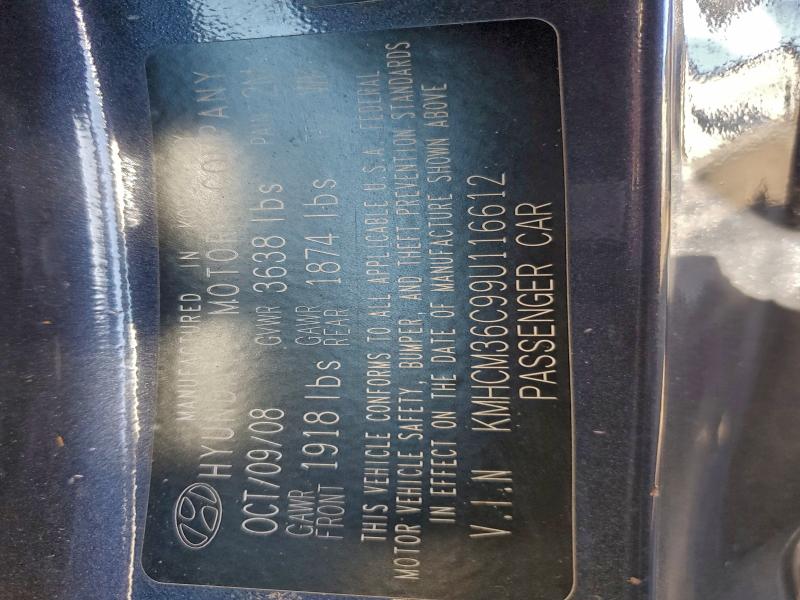 MANUFACTURED IN
HYUNDAI MOTOR COMPANY
OCT/09/08 GVWR 3638 lbs
GAWR FRONT 1918 lbs GAWR REAR 1874 lbs
THIS VEHICLE CONFORMS TO ALL APPLICABLE U.S.A. FEDERAL
MOTOR VEHICLE SAFETY, BUMPER, AND THEFT PREVENTION STANDARDS
IN EFFECT ON THE DATE OF MANUFACTURE SHOWN ABOVE
V.I.N KMHCM36C99U116612
PASSENGER CAR